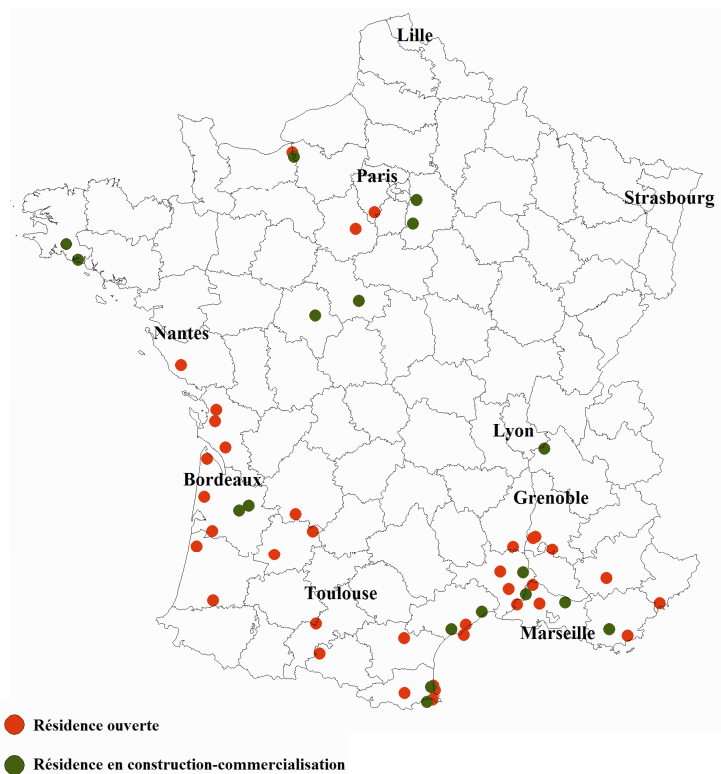 Lille
Paris
Strasbourg
Nantes
Lyon
Bordeaux
Grenoble
Toulouse
Marseille
Résidence ouverte
Résidence en construction-commercialisation